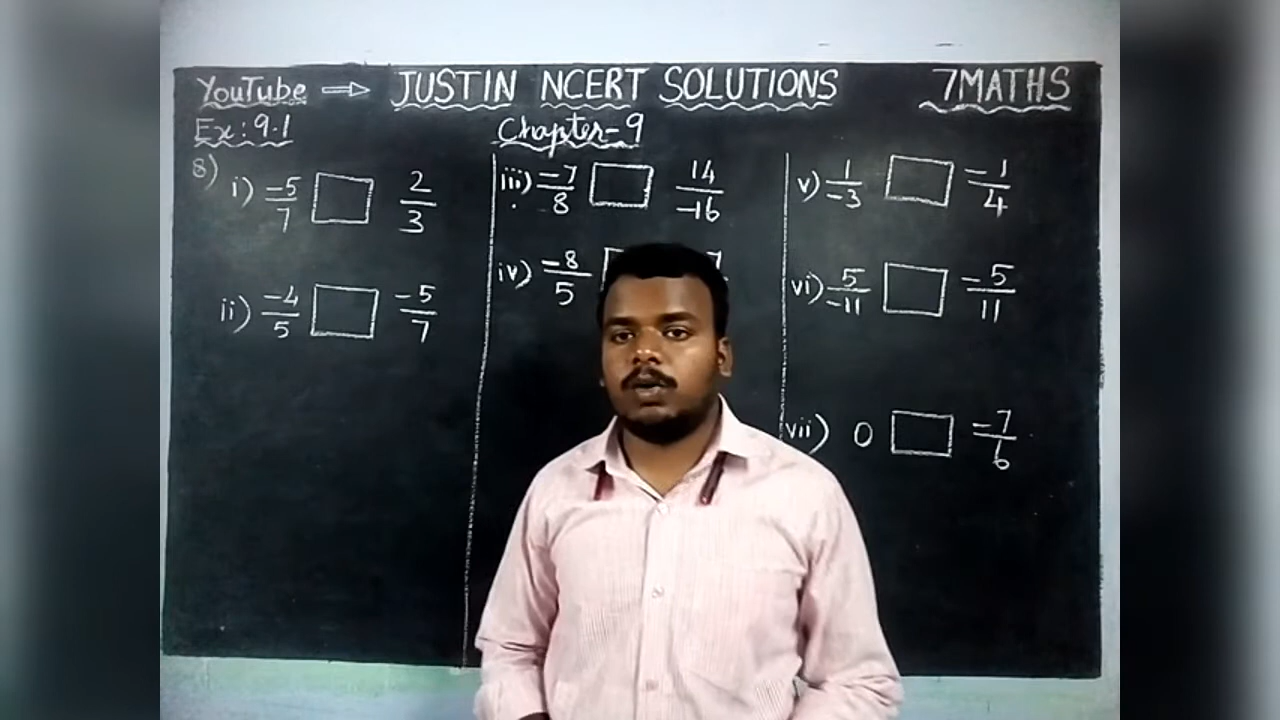 YouTube ⇒ JUSTIN NCERT SOLUTIONS 7MATHS
Ex: 9.1 Chapter-9
8) i) -5/7 □ 2/3
ii) -4/5 □ -5/7
iii) -7/8 □ 14/-16
iv) -8/5 □
v) 1/-3 □ -1/4
vi) 5/-11 □ -5/11
vii) 0 □ -7/6